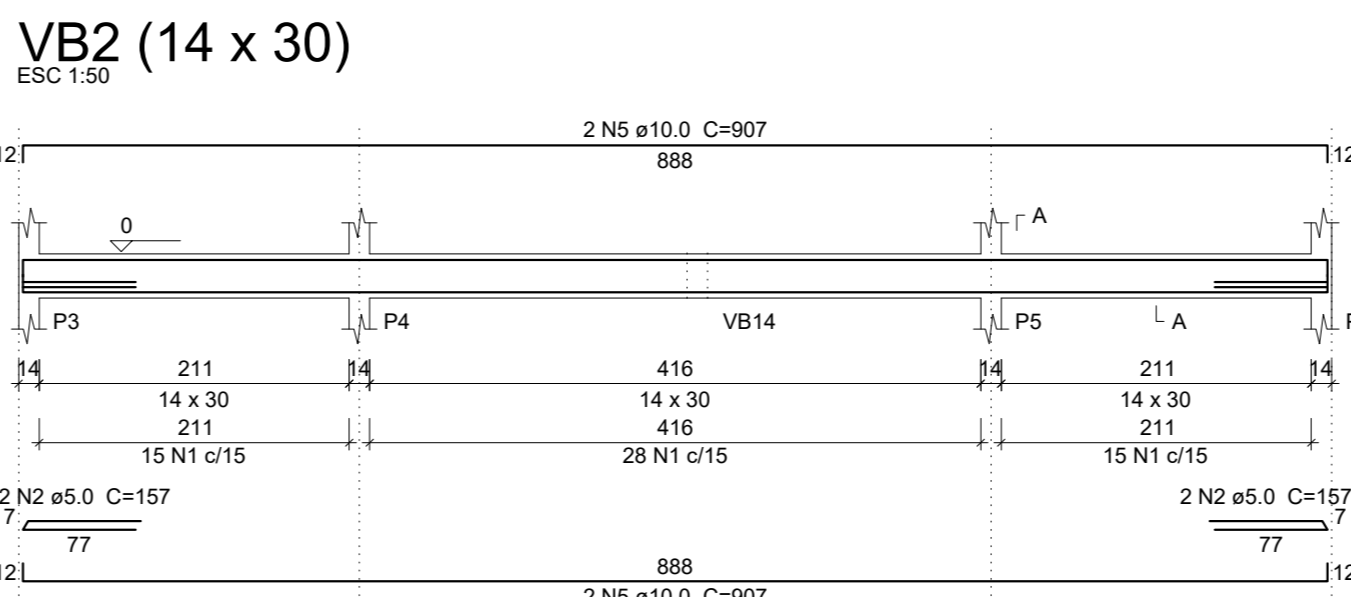 VB2 (14 x 30)
ESC 1:50
2 N5 ø10.0 C=907
12 888 12
A
0
P3 P4 VB14 P5 A
14 211 14 416 14 211 14
14 x 30 14 x 30 14 x 30
211 416 211
15 N1 c/15 28 N1 c/15 15 N1 c/15
2 N2 ø5.0 C=157 2 N2 ø5.0 C=157
7 7
77 77
12 888 12
2 N5 ø10.0 C=907